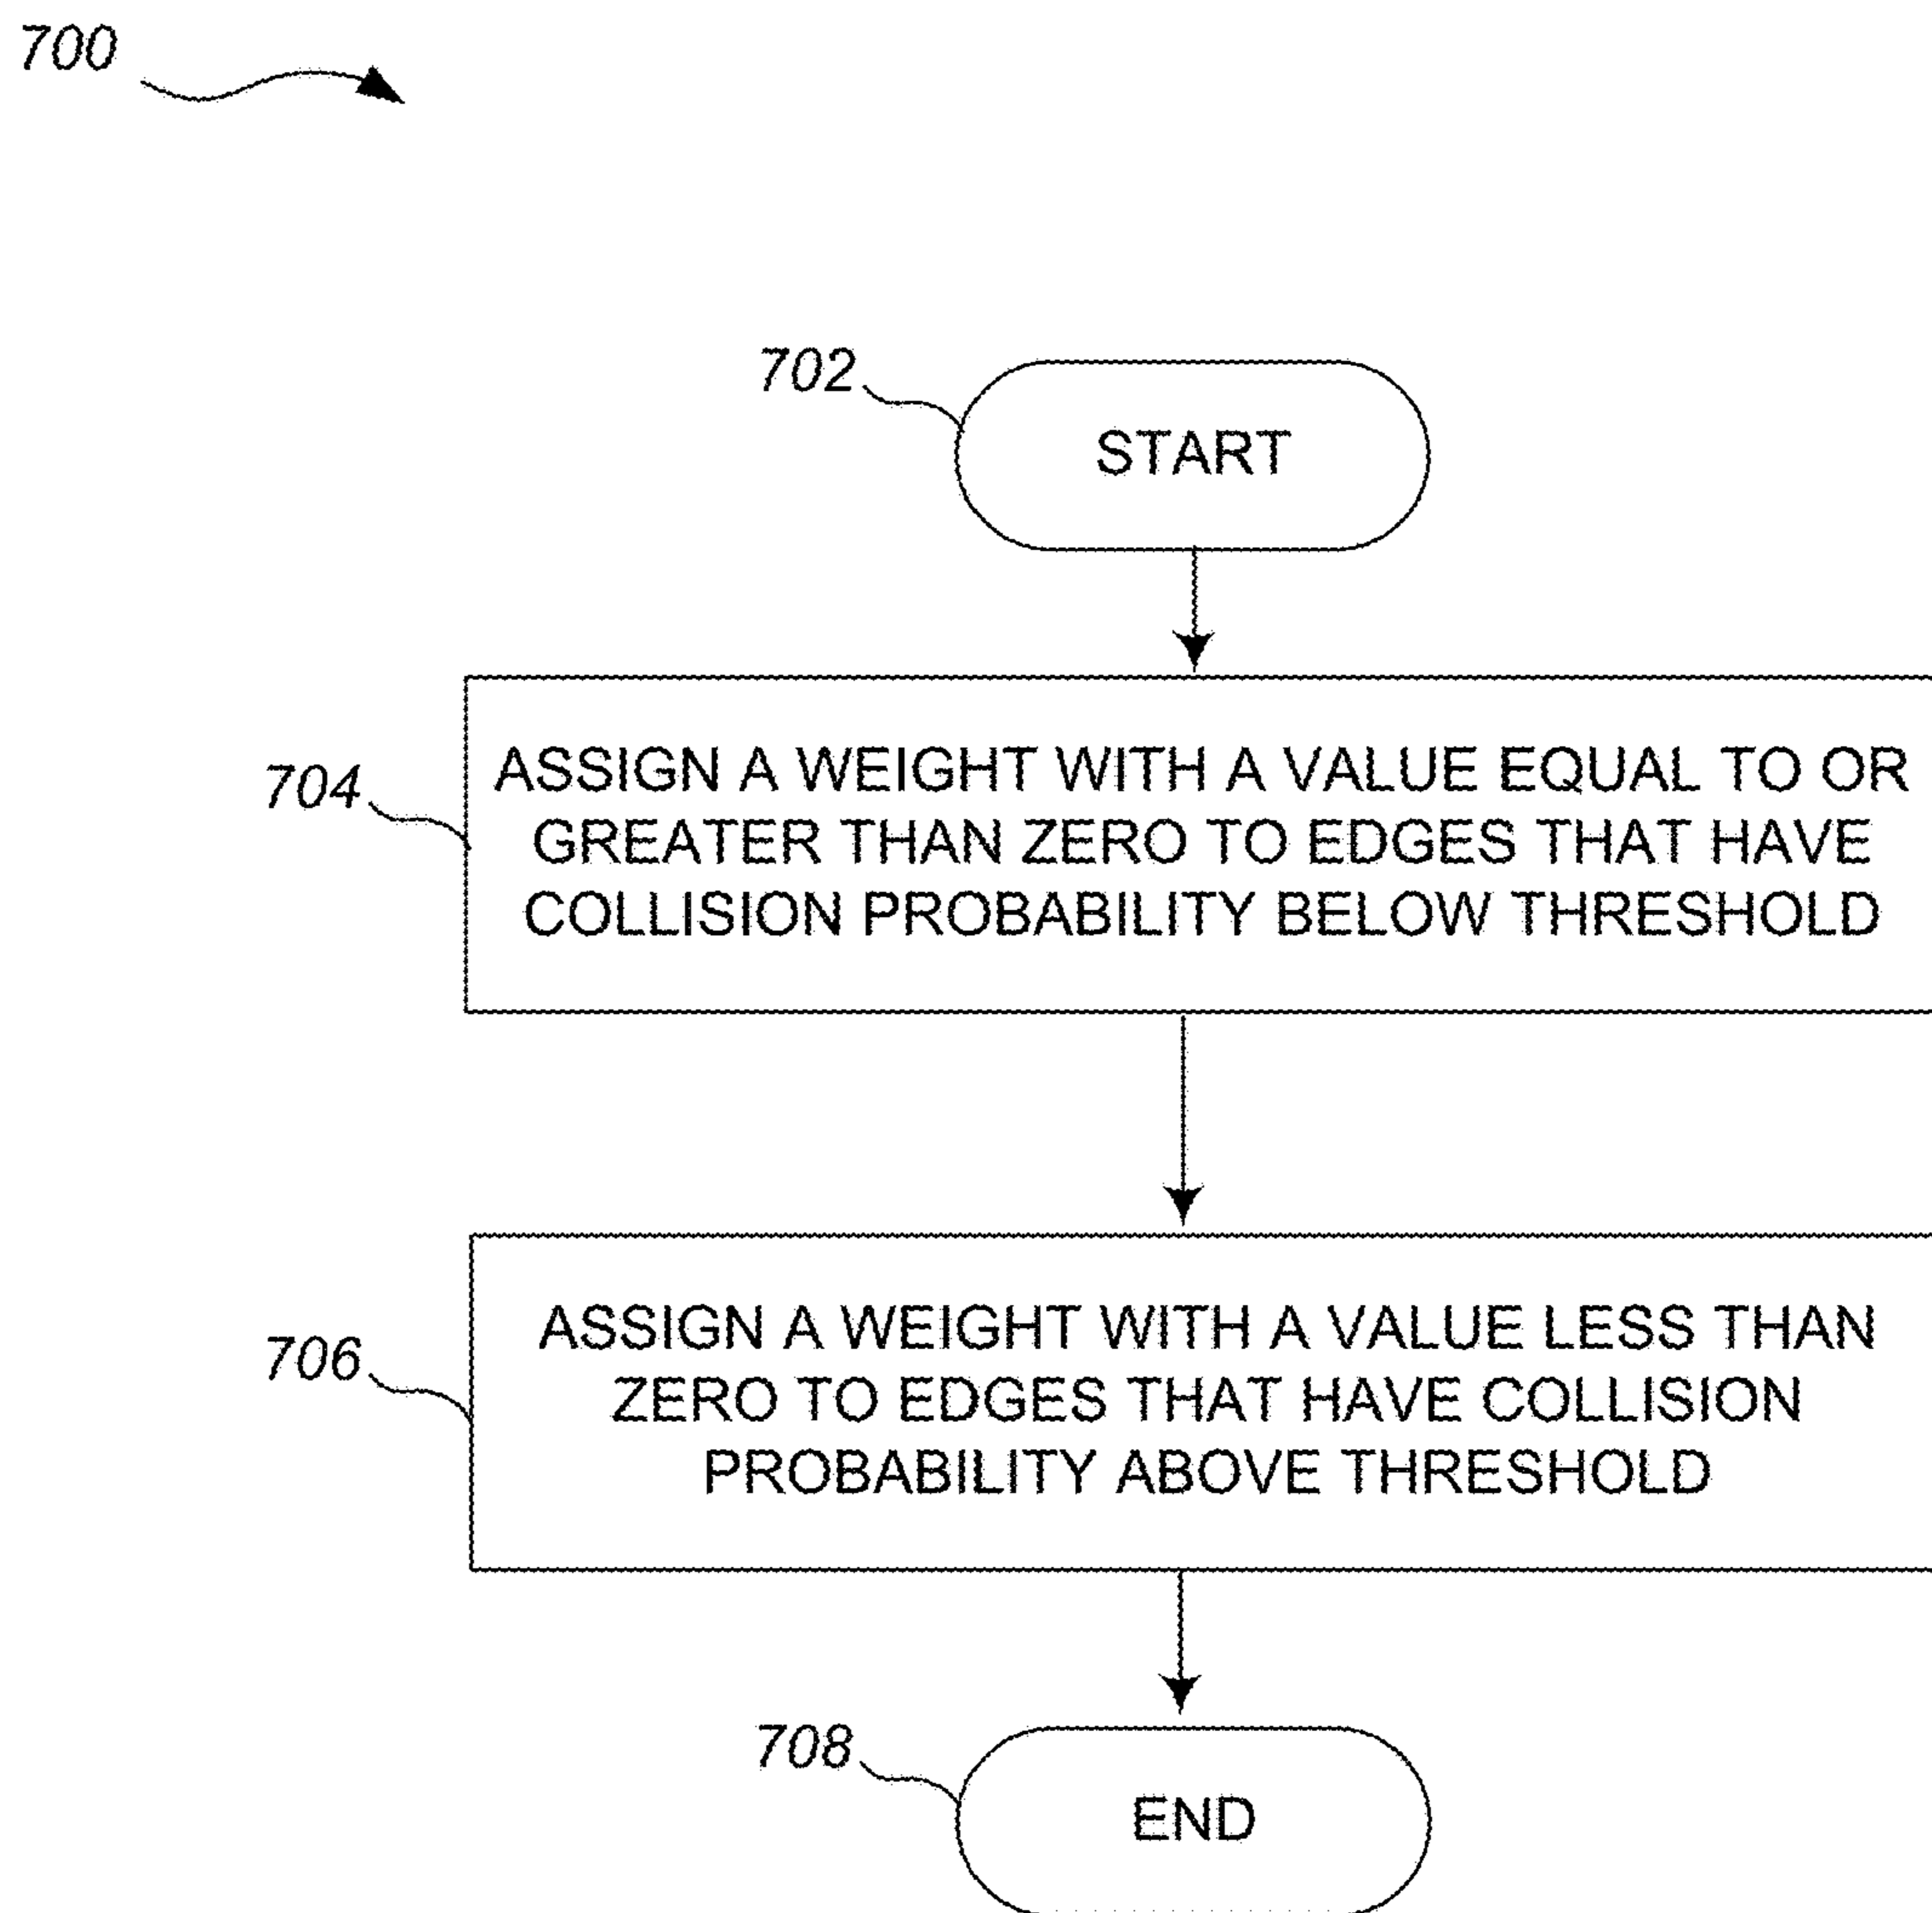 700
702
START
704
ASSIGN A WEIGHT WITH A VALUE EQUAL TO OR
GREATER THAN ZERO TO EDGES THAT HAVE
COLLISION PROBABILITY BELOW THRESHOLD
706
ASSIGN A WEIGHT WITH A VALUE LESS THAN
ZERO TO EDGES THAT HAVE COLLISION
PROBABILITY ABOVE THRESHOLD
708
END